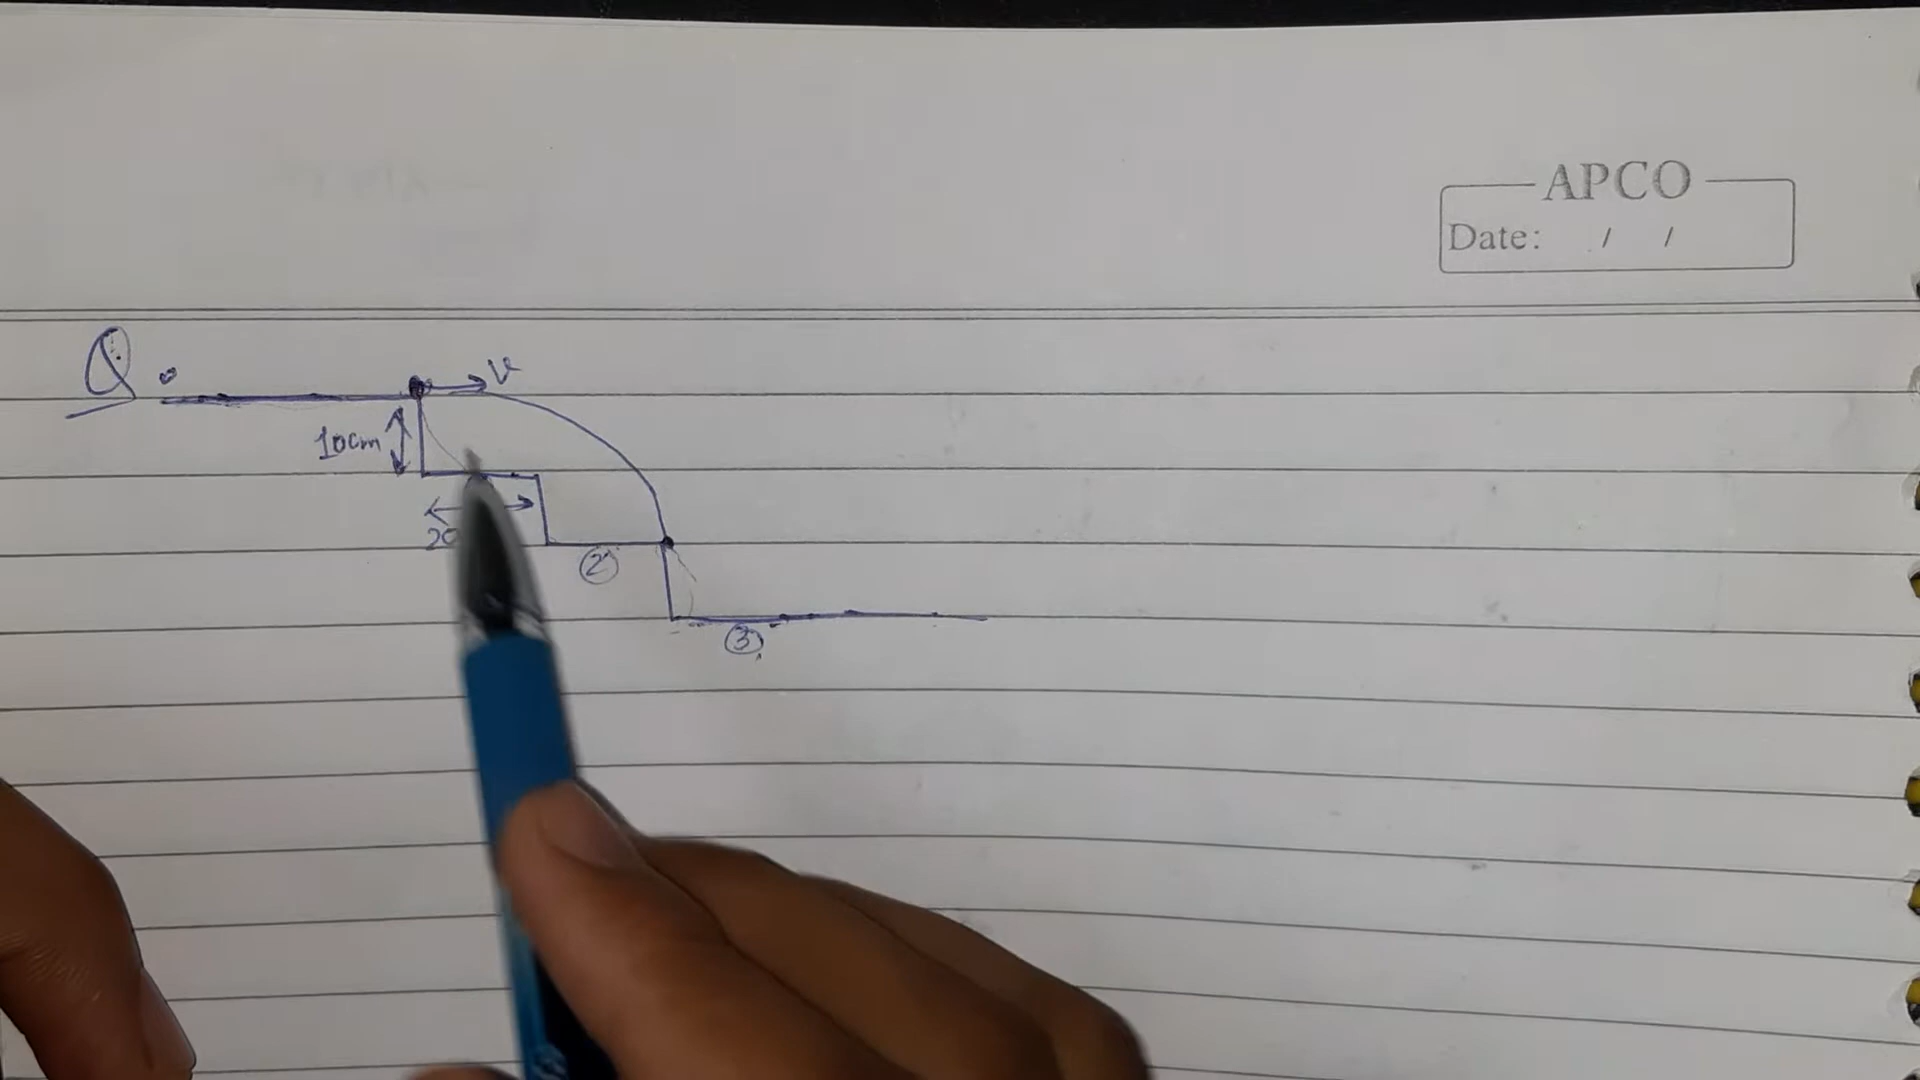 APCO
Date: / /
Q.
v
10cm
②
③